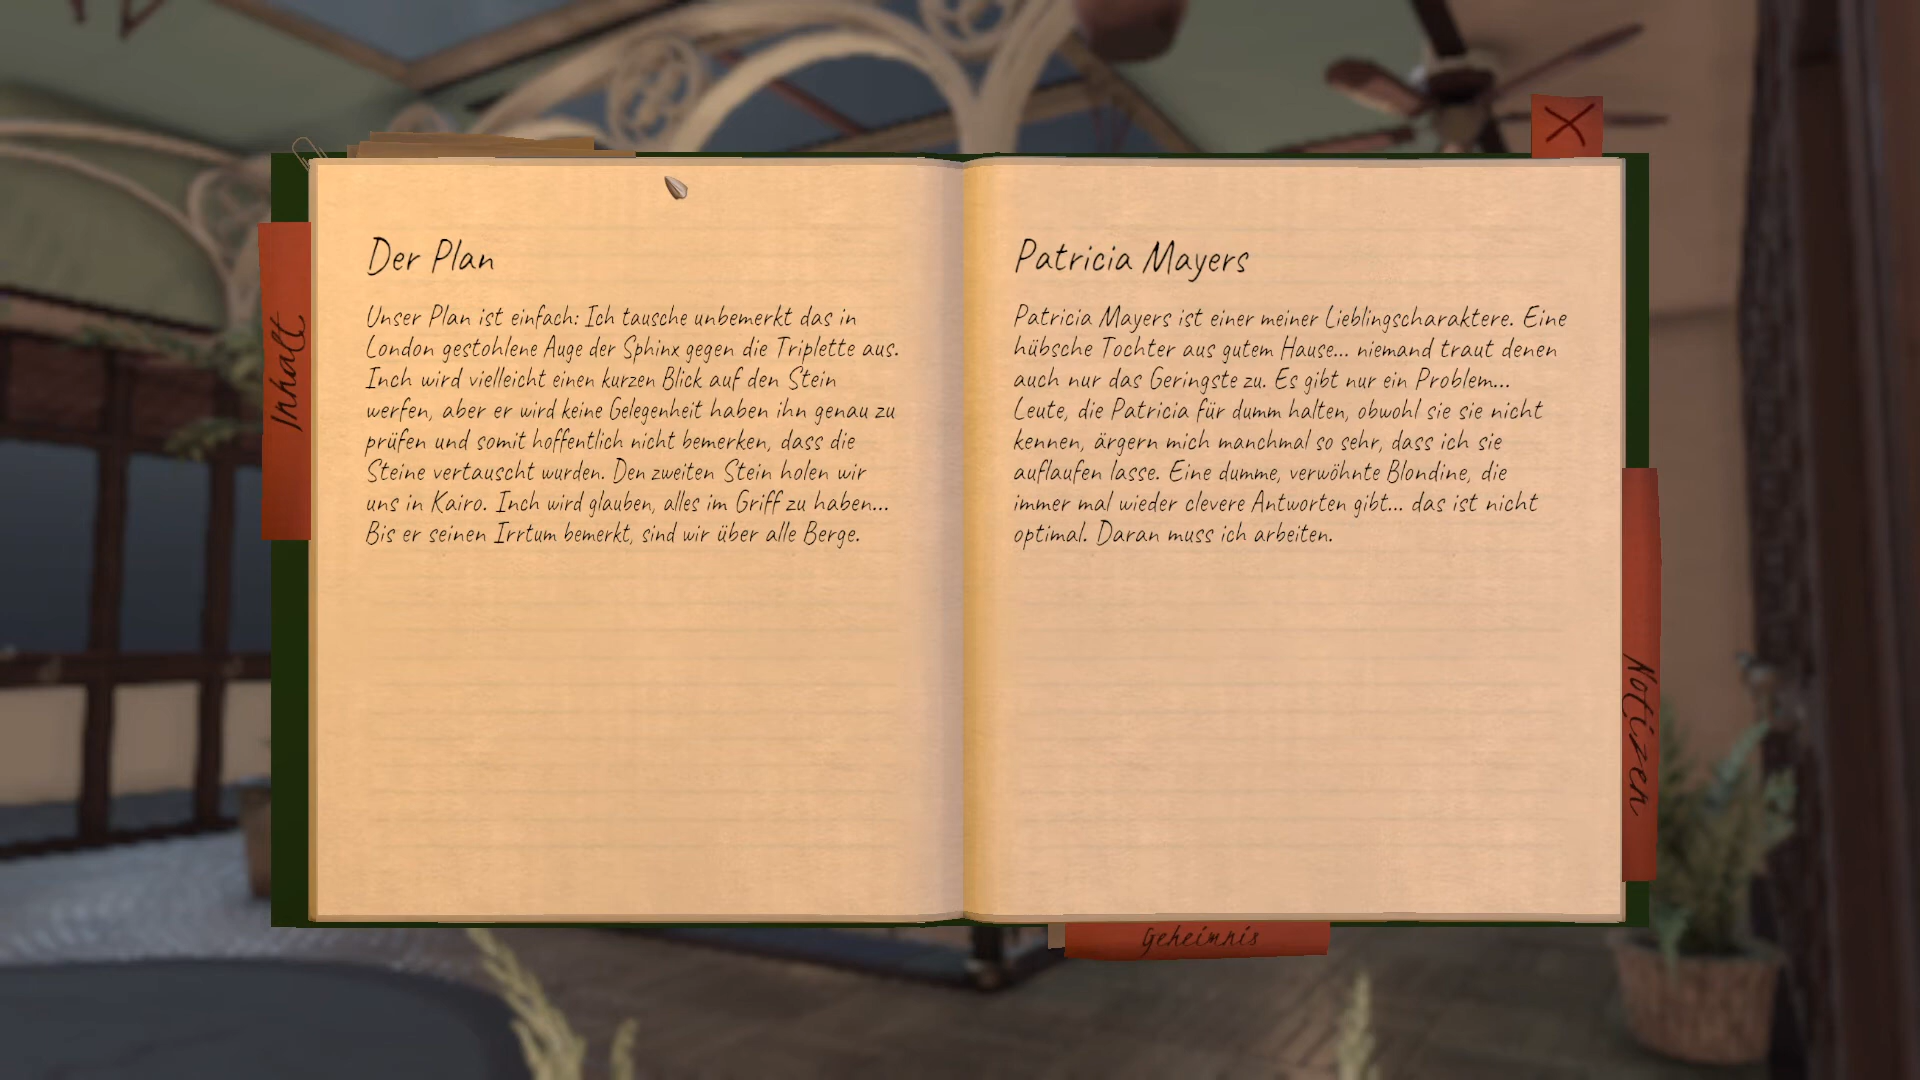 Der Plan
Unser Plan ist einfach: Ich tausche unbemerkt das in
London gestohlene Auge der Sphinx gegen die Triplette aus.
Inch wird vielleicht einen kurzen Blick auf den Stein
werfen, aber er wird keine Gelegenheit haben ihn genau zu
prüfen und somit hoffentlich nicht bemerken, dass die
Steine vertauscht wurden. Den zweiten Stein holen wir
uns in Kairo. Inch wird glauben, alles im Griff zu haben...
Bis er seinen Irrtum bemerkt, sind wir über alle Berge.
Patricia Mayers
Patricia Mayers ist einer meiner Lieblingscharaktere. Eine
hübsche Tochter aus gutem Hause... niemand traut denen
auch nur das Geringste zu. Es gibt nur ein Problem...
Leute, die Patricia für dumm halten, obwohl sie sie nicht
kennen, ärgern mich manchmal so sehr, dass ich sie
auflaufen lasse. Eine dumme, verwöhnte Blondine, die
immer mal wieder clevere Antworten gibt... das ist nicht
optimal. Daran muss ich arbeiten.
Inhalt
Notizen
Geheimnis